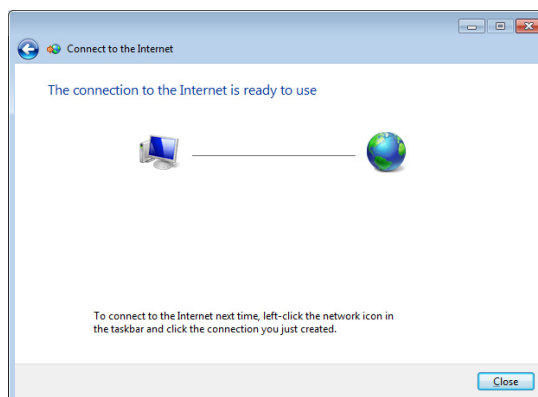 Connect to the Internet
The connection to the Internet is ready to use
To connect to the Internet next time, left-click the network icon in
the taskbar and click the connection you just created.
Close